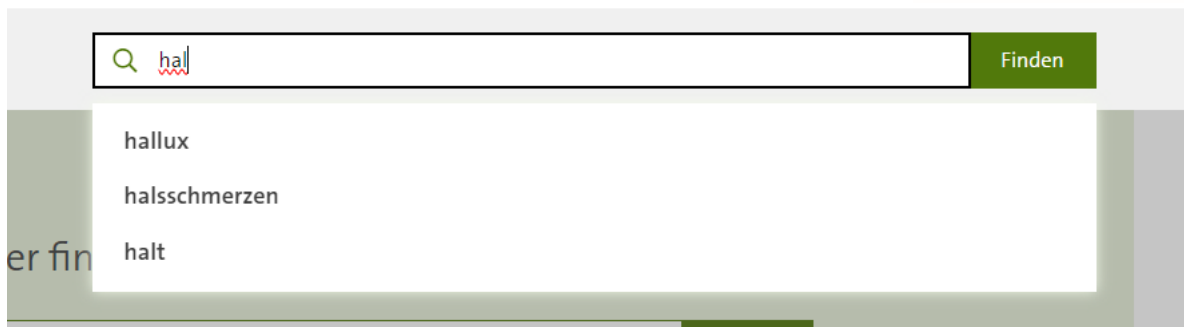 hal Finden
hallux
halsschmerzen
halt
er fin